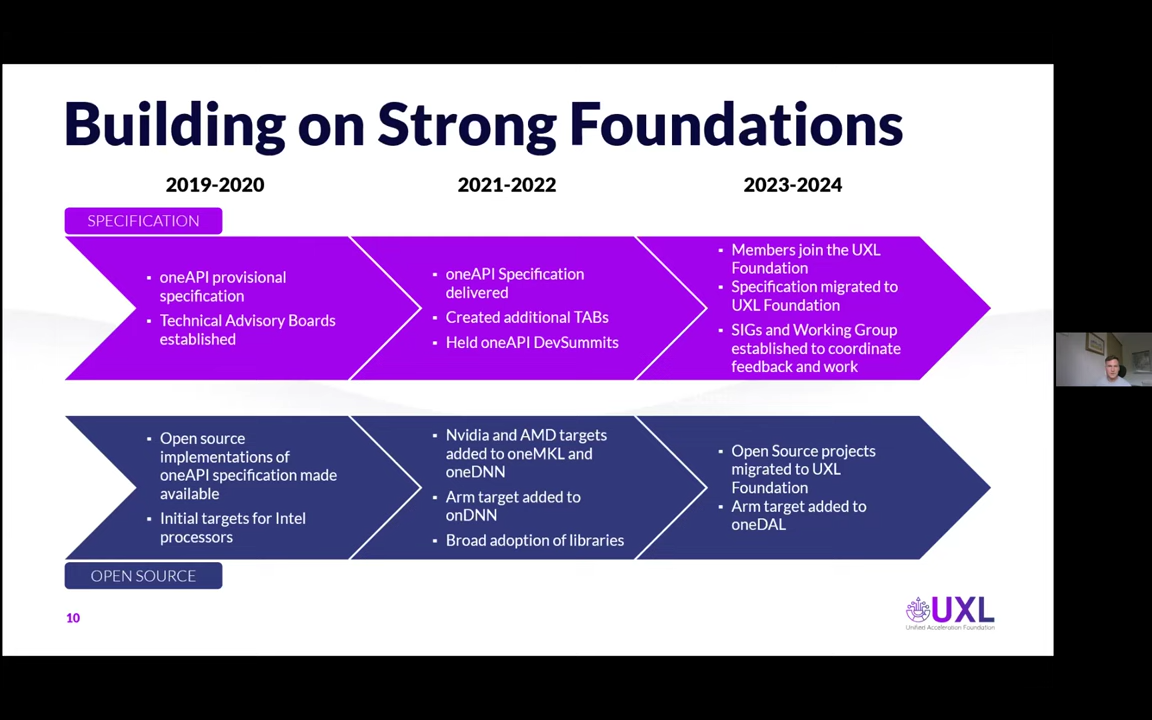 Building on Strong Foundations
2019-2020
2021-2022
2023-2024
SPECIFICATION
▪ oneAPI provisional
specification
▪ Technical Advisory Boards
established
▪ oneAPI Specification
delivered
▪ Created additional TABs
▪ Held oneAPI DevSummits
▪ Members join the UXL
Foundation
▪ Specification migrated to
UXL Foundation
▪ SIGs and Working Group
established to coordinate
feedback and work
▪ Open source
implementations of
oneAPI specification made
available
▪ Initial targets for Intel
processors
▪ Nvidia and AMD targets
added to oneMKL and
oneDNN
▪ Arm target added to
onDNN
▪ Broad adoption of libraries
▪ Open Source projects
migrated to UXL
Foundation
▪ Arm target added to
oneDAL
OPEN SOURCE
10
UXL
Unified Acceleration Foundation